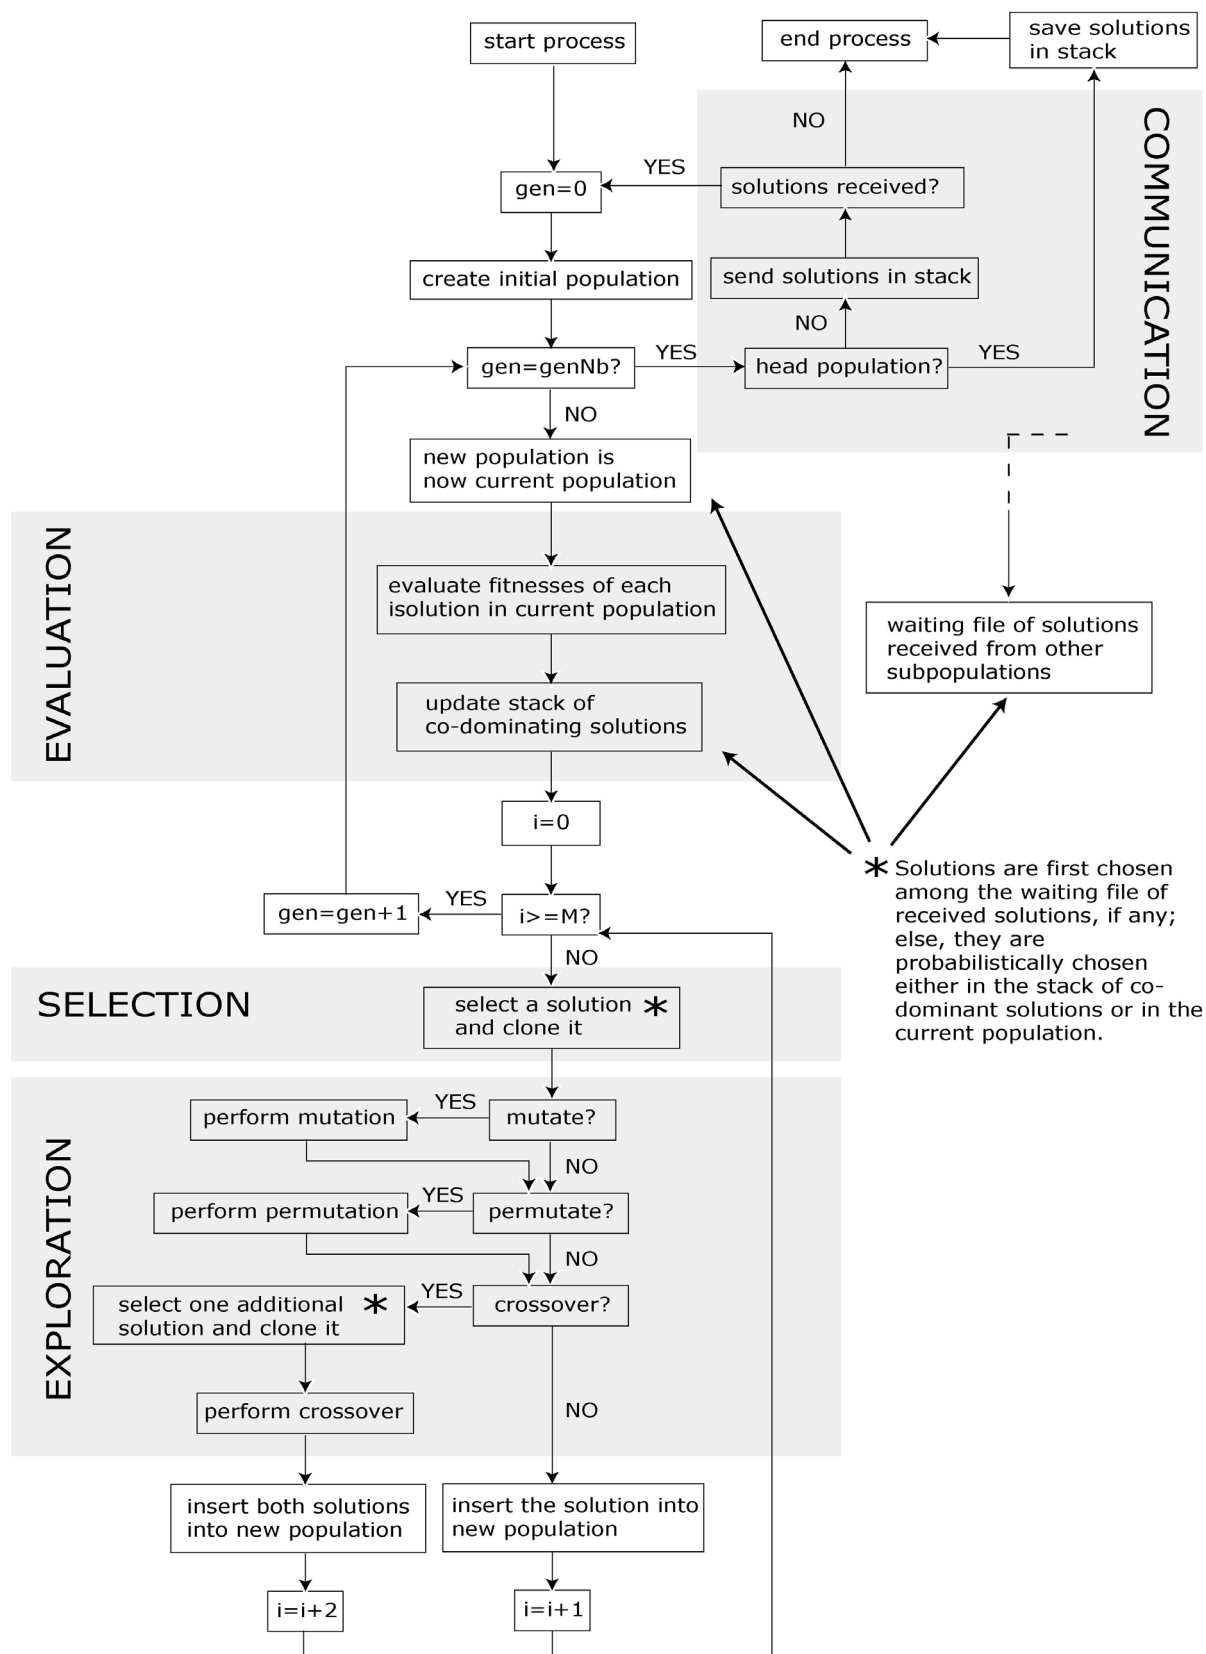 start process
end process
save solutions
in stack
NO
COMMUNICATION
YES
solutions received?
gen=0
send solutions in stack
create initial population
NO
gen=genNb?
YES
head population?
YES
NO
new population is
now current population
EVALUATION
evaluate fitnesses of each
isolution in current population
waiting file of solutions
received from other
subpopulations
update stack of
co-dominating solutions
i=0
* Solutions are first chosen
among the waiting file of
received solutions, if any;
else, they are
probabilistically chosen
either in the stack of co-
dominant solutions or in the
current population.
gen=gen+1
YES
i>=M?
NO
SELECTION
select a solution *
and clone it
EXPLORATION
perform mutation
YES
mutate?
NO
perform permutation
YES
permutate?
NO
select one additional *
solution and clone it
YES
crossover?
perform crossover
NO
insert both solutions
into new population
insert the solution into
new population
i=i+2
i=i+1